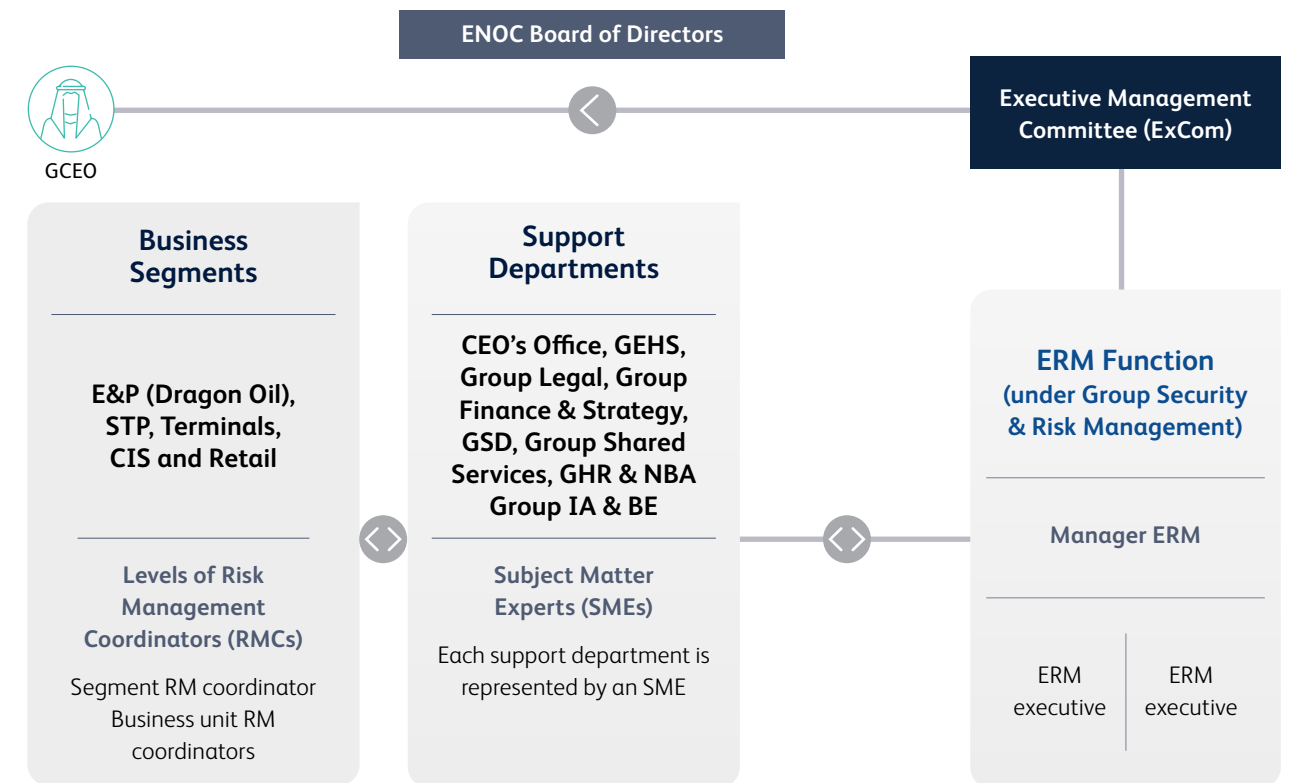 ENOC Board of Directors
GCEO
Executive Management
Committee (ExCom)
Business
Segments
E&P (Dragon Oil),
STP, Terminals,
CIS and Retail
Levels of Risk
Management
Coordinators (RMCs)
Segment RM coordinator
Business unit RM
coordinators
Support
Departments
CEO’s Office, GEHS,
Group Legal, Group
Finance & Strategy,
GSD, Group Shared
Services, GHR & NBA
Group IA & BE
Subject Matter
Experts (SMEs)
Each support department is
represented by an SME
ERM Function
(under Group Security
& Risk Management)
Manager ERM
ERM
executive
ERM
executive